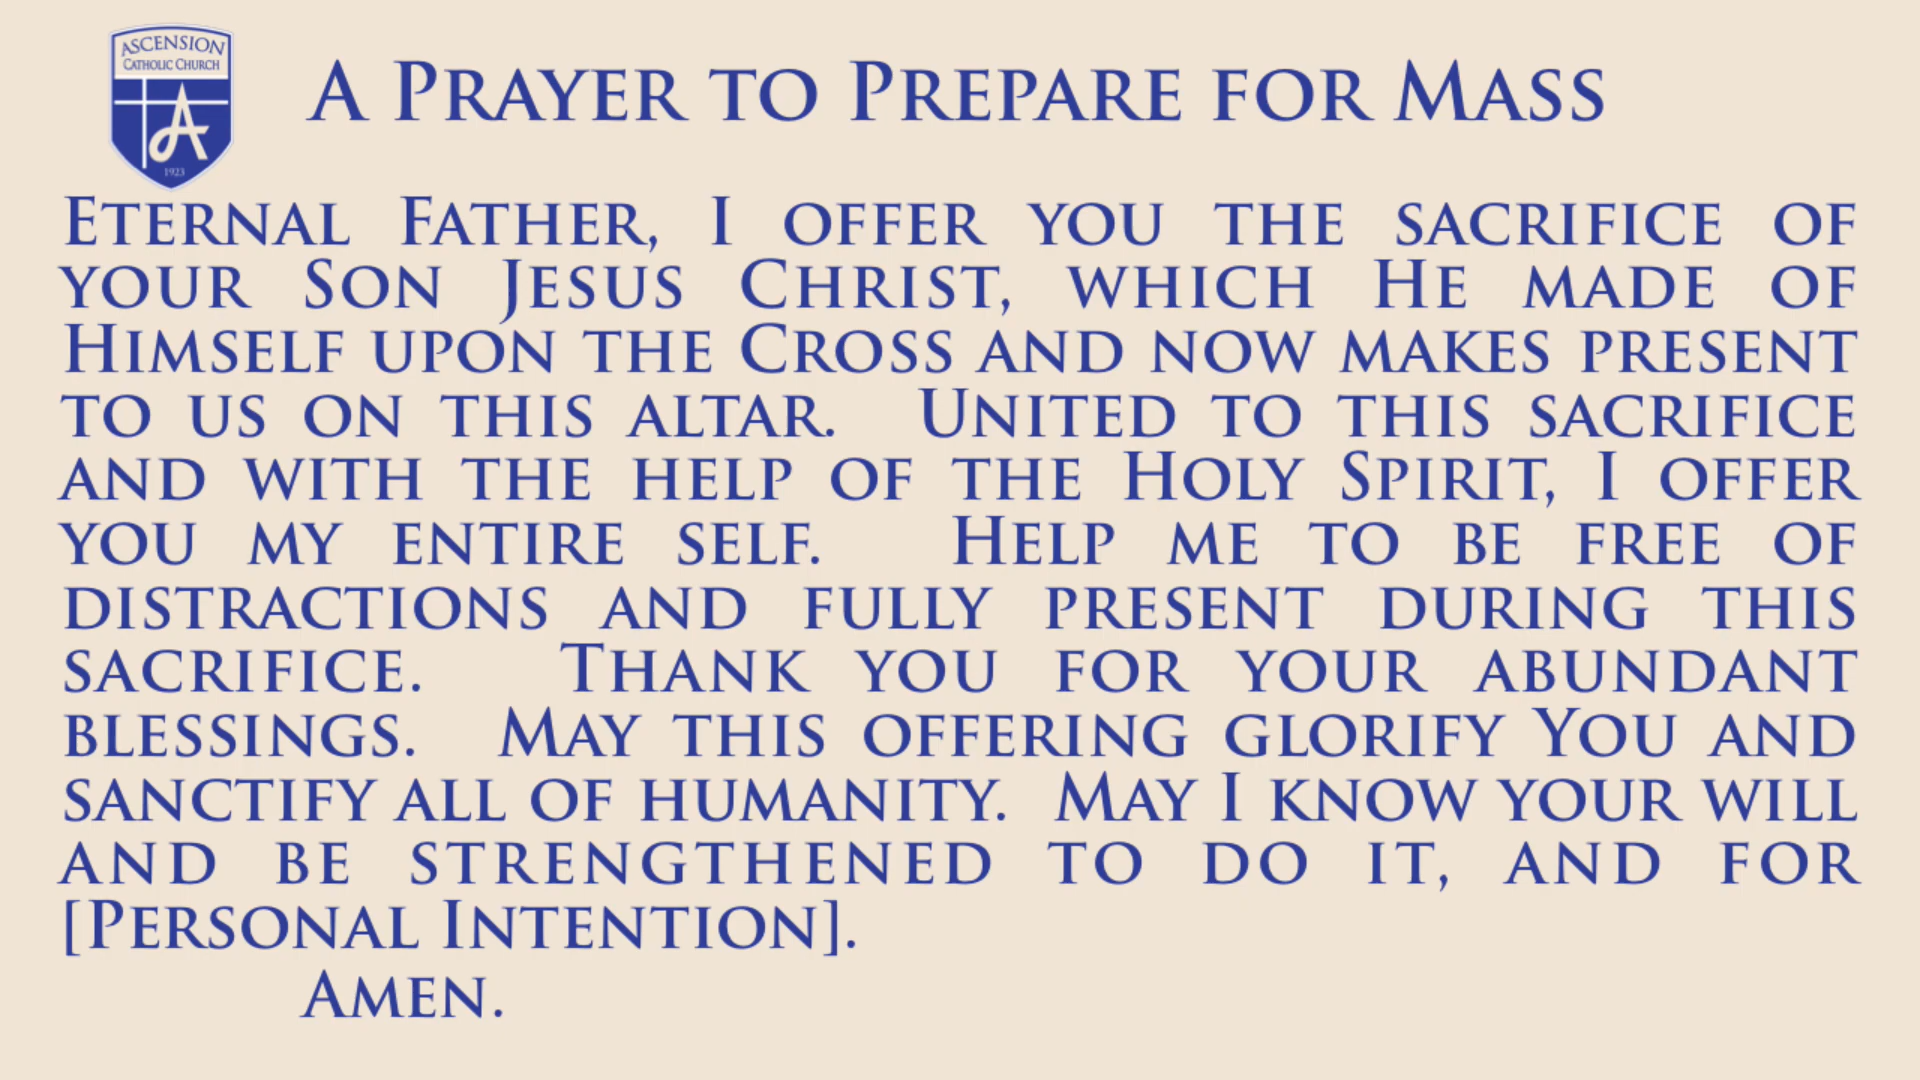 ASCENSION
CATHOLIC CHURCH
A
1923
A PRAYER TO PREPARE FOR MASS
ETERNAL FATHER, I OFFER YOU THE SACRIFICE OF
YOUR SON JESUS CHRIST, WHICH HE MADE OF
HIMSELF UPON THE CROSS AND NOW MAKES PRESENT
TO US ON THIS ALTAR. UNITED TO THIS SACRIFICE
AND WITH THE HELP OF THE HOLY SPIRIT, I OFFER
YOU MY ENTIRE SELF. HELP ME TO BE FREE OF
DISTRACTIONS AND FULLY PRESENT DURING THIS
SACRIFICE. THANK YOU FOR YOUR ABUNDANT
BLESSINGS. MAY THIS OFFERING GLORIFY YOU AND
SANCTIFY ALL OF HUMANITY. MAY I KNOW YOUR WILL
AND BE STRENGTHENED TO DO IT, AND FOR
[PERSONAL INTENTION].
AMEN.